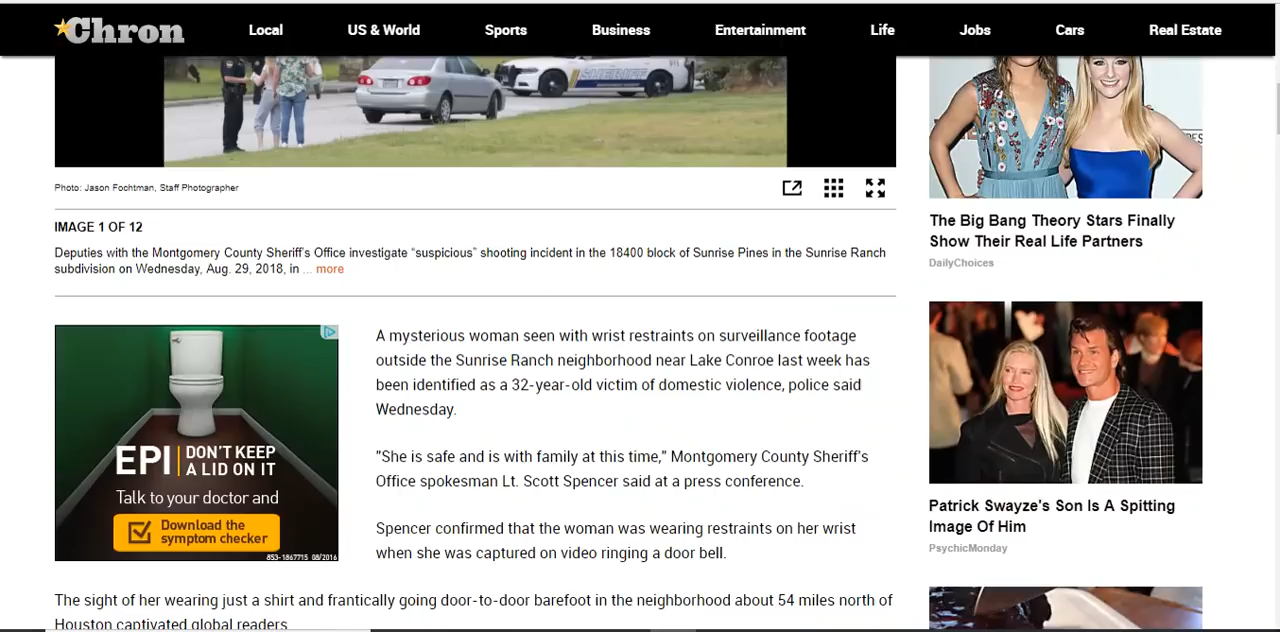 Chron
Local US & World Sports Business Entertainment Life Jobs Cars Real Estate
SHERIFF
Photo: Jason Fochtman, Staff Photographer
IMAGE 1 OF 12
Deputies with the Montgomery County Sheriff's Office investigate "suspicious" shooting incident in the 18400 block of Sunrise Pines in the Sunrise Ranch
subdivision on Wednesday, Aug. 29, 2018, in ... more
EPI DON'T KEEP
A LID ON IT
Talk to your doctor and
Download the
symptom checker
853-1867715 08/2016
A mysterious woman seen with wrist restraints on surveillance footage
outside the Sunrise Ranch neighborhood near Lake Conroe last week has
been identified as a 32-year-old victim of domestic violence, police said
Wednesday.
"She is safe and is with family at this time," Montgomery County Sheriff's
Office spokesman Lt. Scott Spencer said at a press conference.
Spencer confirmed that the woman was wearing restraints on her wrist
when she was captured on video ringing a door bell.
The sight of her wearing just a shirt and frantically going door-to-door barefoot in the neighborhood about 54 miles north of
Houston captivated global readers
The Big Bang Theory Stars Finally
Show Their Real Life Partners
DailyChoices
Patrick Swayze's Son Is A Spitting
Image Of Him
PsychicMonday